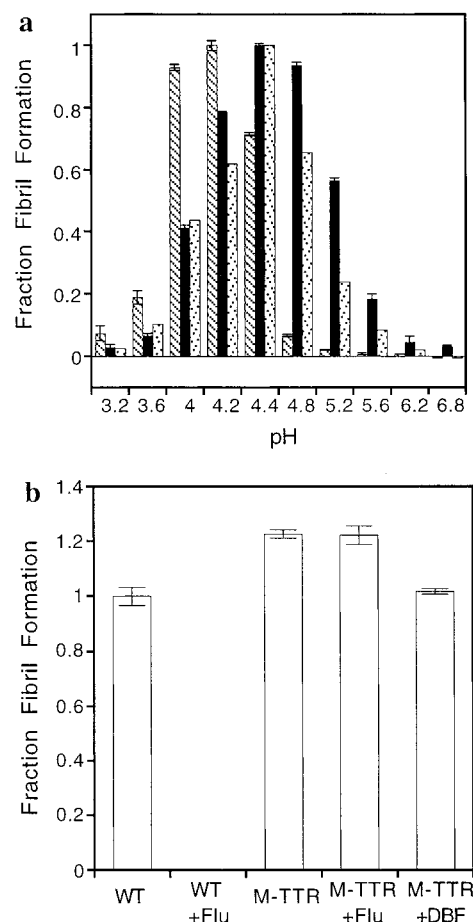 a
Fraction Fibril Formation
1
0.8
0.6
0.4
0.2
0
3.2 3.6 4 4.2 4.4 4.8 5.2 5.6 6.2 6.8
pH
b
Fraction Fibril Formation
1.4
1.2
1
0.8
0.6
0.4
0.2
0
WT
WT
+Flu
M-TTR
M-TTR
+Flu
M-TTR
+DBF